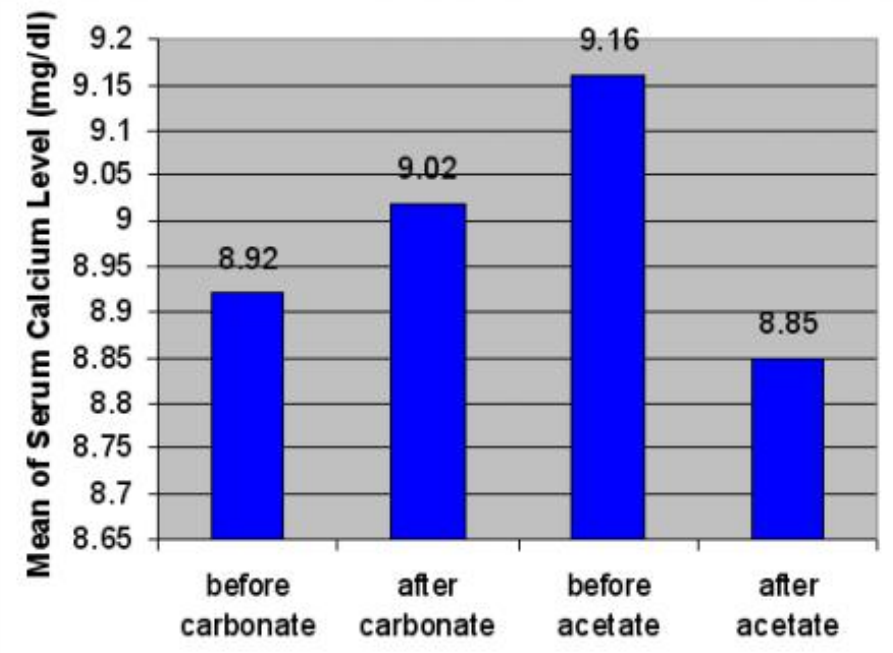 Mean of Serum Calcium Level (mg/dl)
9.2
9.15
9.1
9.05
9
8.95
8.9
8.85
8.8
8.75
8.7
8.65
8.92
9.02
9.16
8.85
before
carbonate
after
carbonate
before
acetate
after
acetate